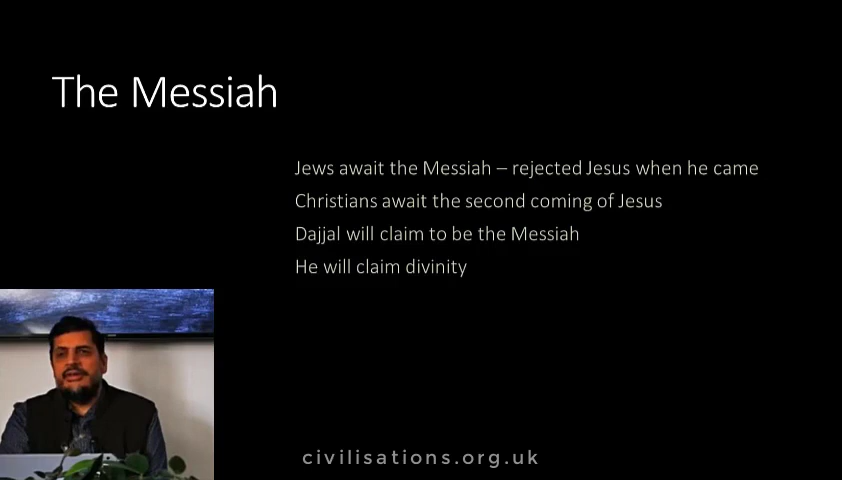 The Messiah
Jews await the Messiah – rejected Jesus when he came
Christians await the second coming of Jesus
Dajjal will claim to be the Messiah
He will claim divinity
civilisations.org.uk